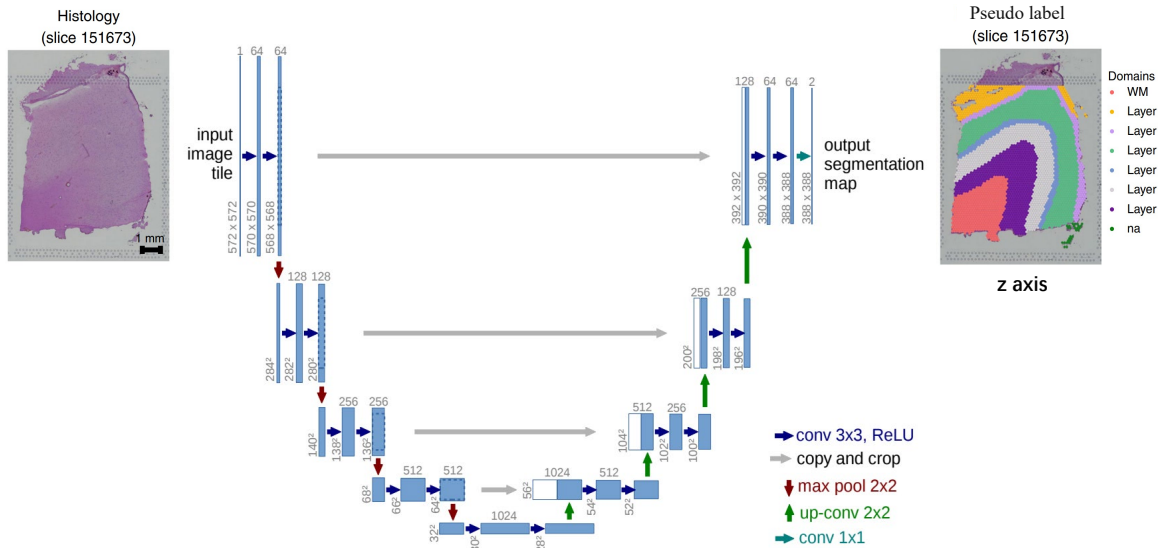 Histology
(slice 151673)
1 mm
input
image
tile
1 64 64
572 x 572
570 x 570
568 x 568
128 128
284²
282²
280²
256 256
140²
138²
136²
512 512
68²
66²
64²
1024
32²
30²
28²
1024 512
56²
54²
52²
512 256
104²
102²
100²
256 128
200²
198²
196²
128 64 64 2
392 x 392
390 x 390
388 x 388
388 x 388
output
segmentation
map
conv 3x3, ReLU
copy and crop
max pool 2x2
up-conv 2x2
conv 1x1
Pseudo label
(slice 151673)
z axis
Domains
WM
Layer
Layer
Layer
Layer
Layer
Layer
na